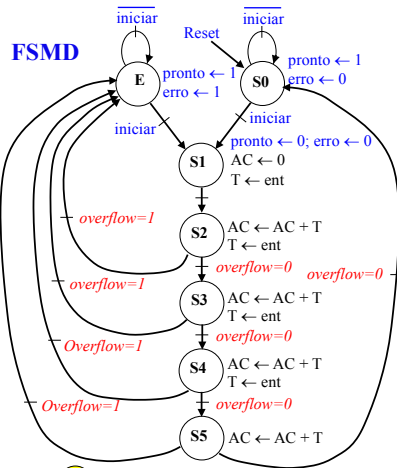 iniciar
iniciar
FSMD
Reset
E
pronto ← 1
erro ← 1
S0
pronto ← 1
erro ← 0
iniciar
iniciar
pronto ← 0; erro ← 0
S1
AC ← 0
T ← ent
overflow=1
S2
AC ← AC + T
T ← ent
overflow=0
overflow=0
overflow=1
S3
AC ← AC + T
T ← ent
overflow=0
Overflow=1
S4
AC ← AC + T
T ← ent
Overflow=1
overflow=0
S5
AC ← AC + T